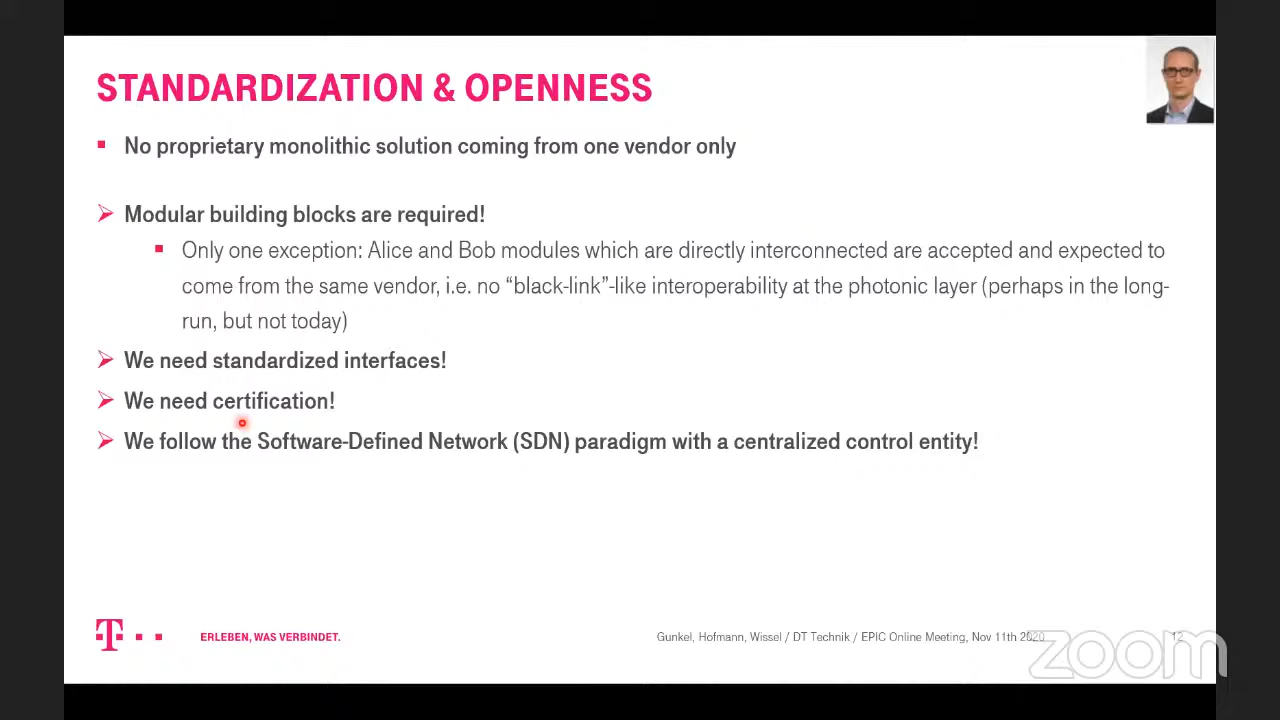 STANDARDIZATION & OPENNESS
No proprietary monolithic solution coming from one vendor only
Modular building blocks are required!
Only one exception: Alice and Bob modules which are directly interconnected are accepted and expected to
come from the same vendor, i.e. no “black-link”-like interoperability at the photonic layer (perhaps in the long-
run, but not today)
We need standardized interfaces!
We need certification!
We follow the Software-Defined Network (SDN) paradigm with a centralized control entity!
T
ERLEBEN, WAS VERBINDET.
Gunkel, Hofmann, Wissel / DT Technik / EPIC Online Meeting, Nov 11th 2020
12
zoom